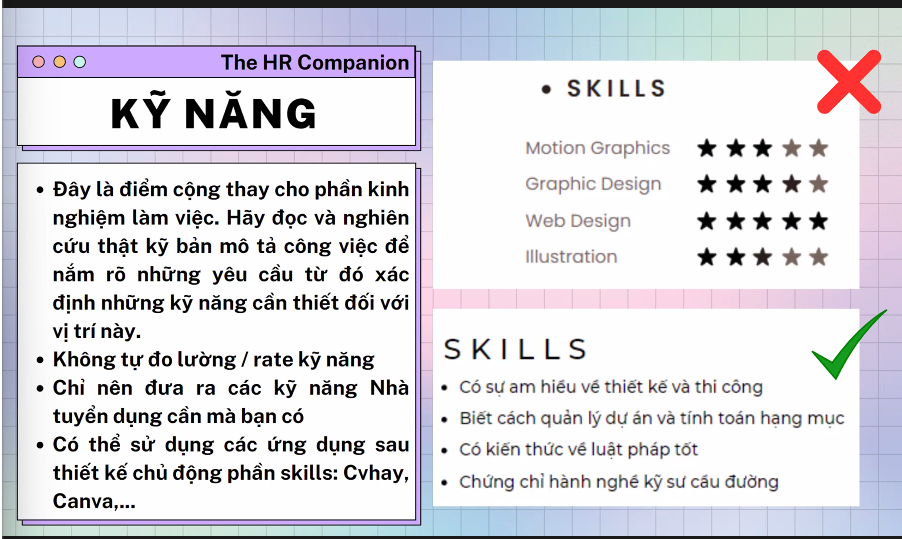 The HR Companion
KỸ NĂNG
• Đây là điểm cộng thay cho phần kinh
nghiệm làm việc. Hãy đọc và nghiên
cứu thật kỹ bản mô tả công việc để
nắm rõ những yêu cầu từ đó xác
định những kỹ năng cần thiết đối với
vị trí này.
• Không tự đo lường / rate kỹ năng
• Chỉ nên đưa ra các kỹ năng Nhà
tuyển dụng cần mà bạn có
• Có thể sử dụng các ứng dụng sau
thiết kế chủ động phần skills: Cvhay,
Canva,...
• SKILLS
Motion Graphics
Graphic Design
Web Design
Illustration
SKILLS
• Có sự am hiểu về thiết kế và thi công
• Biết cách quản lý dự án và tính toán hạng mục
• Có kiến thức về luật pháp tốt
• Chứng chỉ hành nghề kỹ sư cầu đường